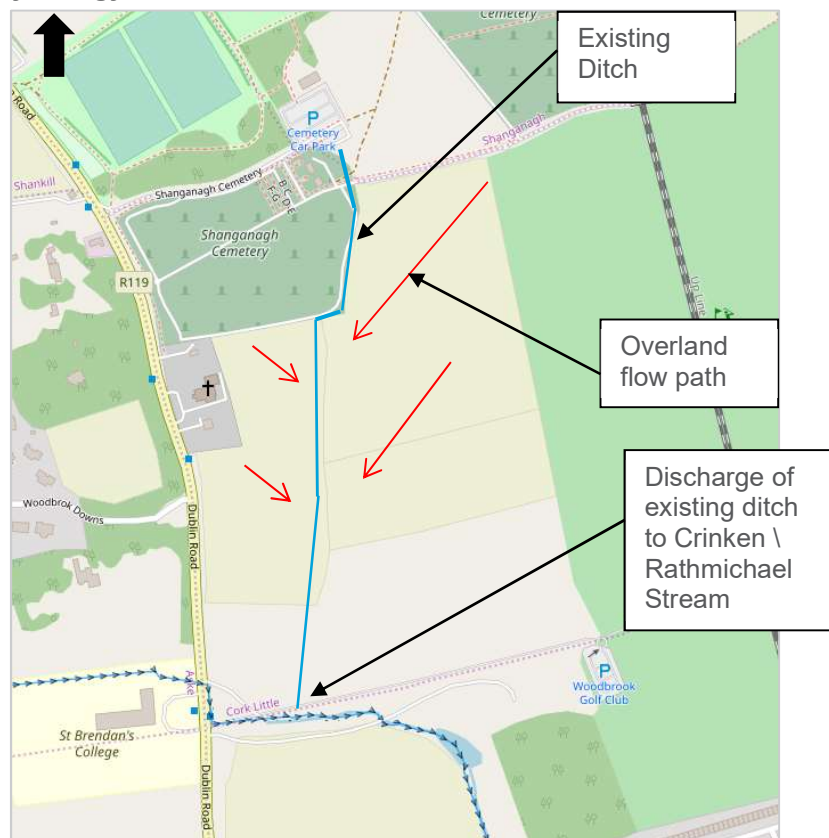 Cemetery
Existing
Ditch
P
Cemetery
Car Park
Shanganagh
Shankill
Shanganagh Cemetery
B-C-D-E
F-G
Shanganagh
Cemetery
R119
Up Line
Overland
flow path
Discharge of
existing ditch
to Crinken \
Rathmichael
Stream
Woodbrok Downs
Dublin Road
Cork Little
P
Woodbrook
Golf Club
St Brendan's
College
Dublin Road